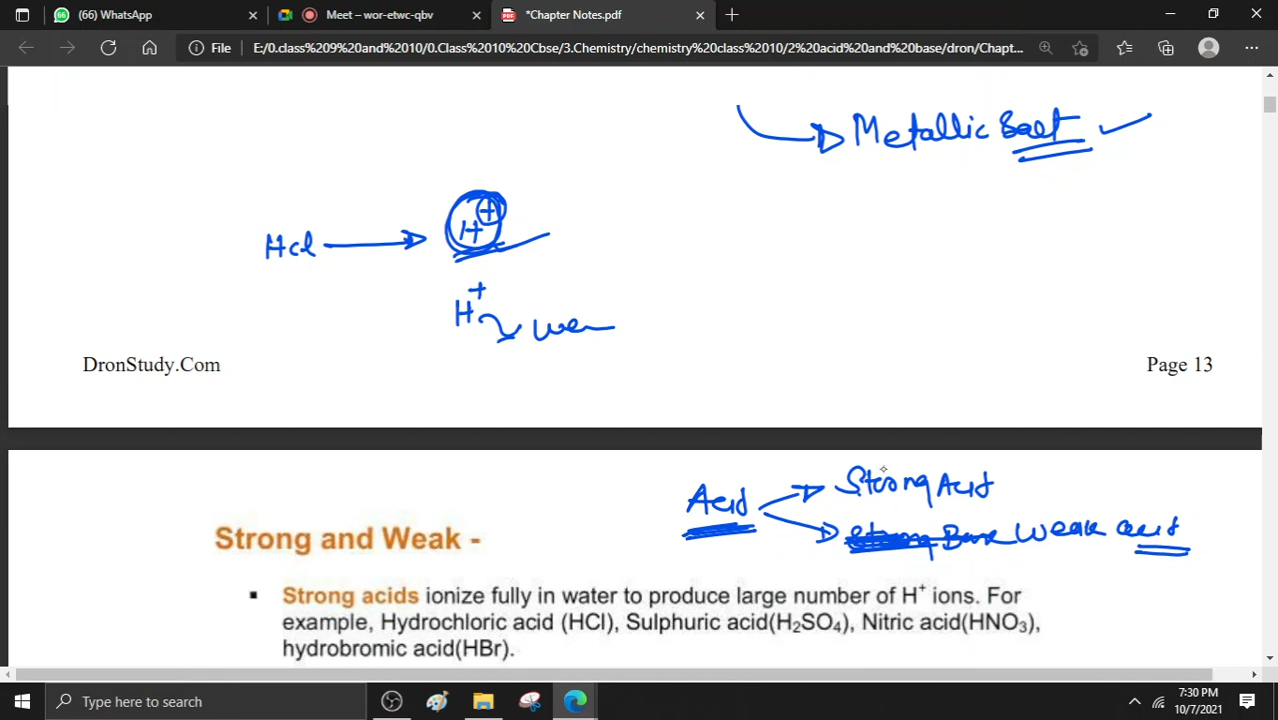 (66) WhatsApp
Meet – wor-etwc-qbv
*Chapter Notes.pdf
File
E:/0.class%209%20and%2010/0.Class%2010%20Cbse/3.Chemistry/chemistry%20class%2010/2%20acid%20and%20base/dron/Chapt...
Metallic Salt
Hcl
H+
H+
DronStudy.Com
Page 13
Acid
Strong Acid
Strong Base Weak acid
Strong and Weak -
▪ Strong acids ionize fully in water to produce large number of H⁺ ions. For
example, Hydrochloric acid (HCl), Sulphuric acid(H₂SO₄), Nitric acid(HNO₃),
hydrobromic acid(HBr).
Type here to search
7:30 PM
10/7/2021